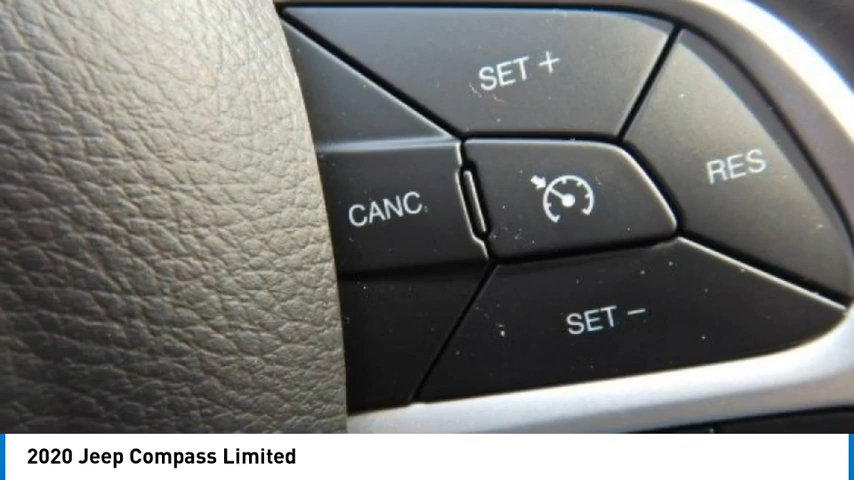 SET +
RES
CANC
SET -
2020 Jeep Compass Limited